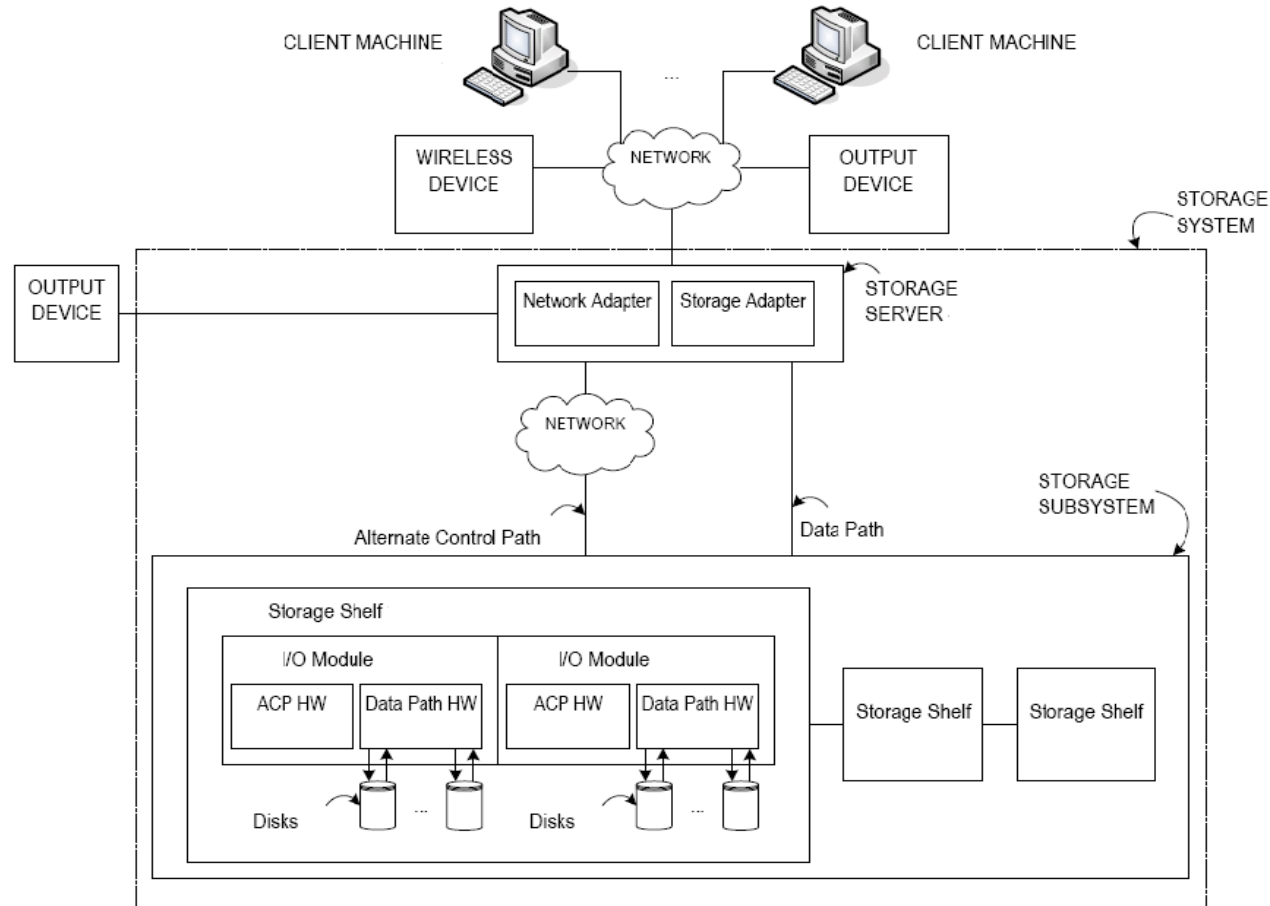 CLIENT MACHINE
...
CLIENT MACHINE
WIRELESS
DEVICE
NETWORK
OUTPUT
DEVICE
STORAGE
SYSTEM
OUTPUT
DEVICE
Network Adapter
Storage Adapter
STORAGE
SERVER
NETWORK
STORAGE
SUBSYSTEM
Alternate Control Path
Data Path
Storage Shelf
I/O Module
I/O Module
ACP HW
Data Path HW
ACP HW
Data Path HW
Storage Shelf
Storage Shelf
Disks
...
Disks
...